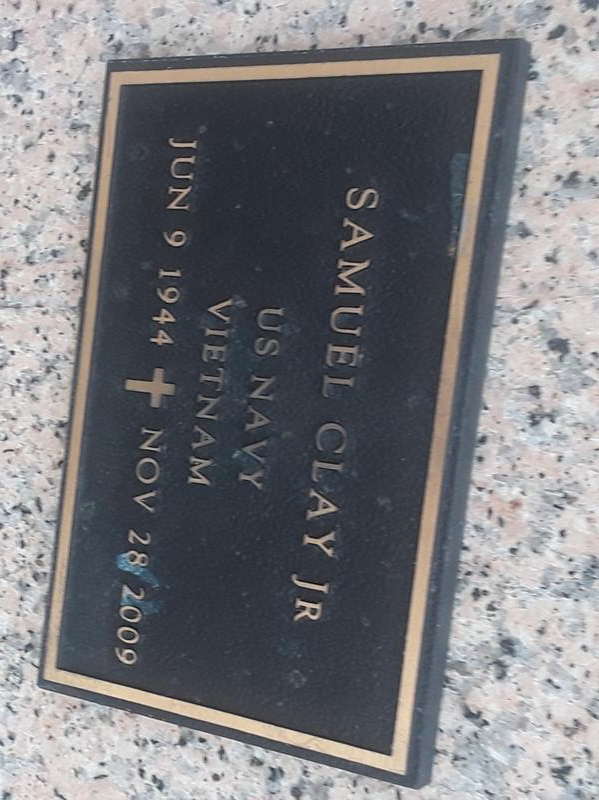 SAMUEL CLAY JR
US NAVY
VIETNAM
JUN 9 1944 ✝ NOV 28 2009